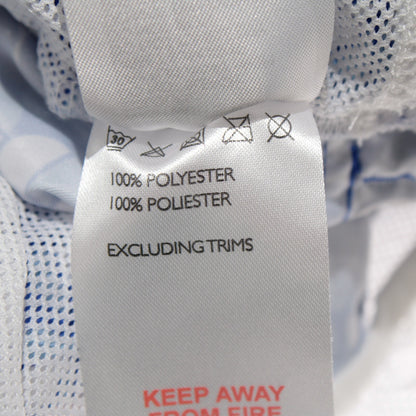 30
100% POLYESTER
100% POLIESTER
EXCLUDING TRIMS
KEEP AWAY
FROM FIRE